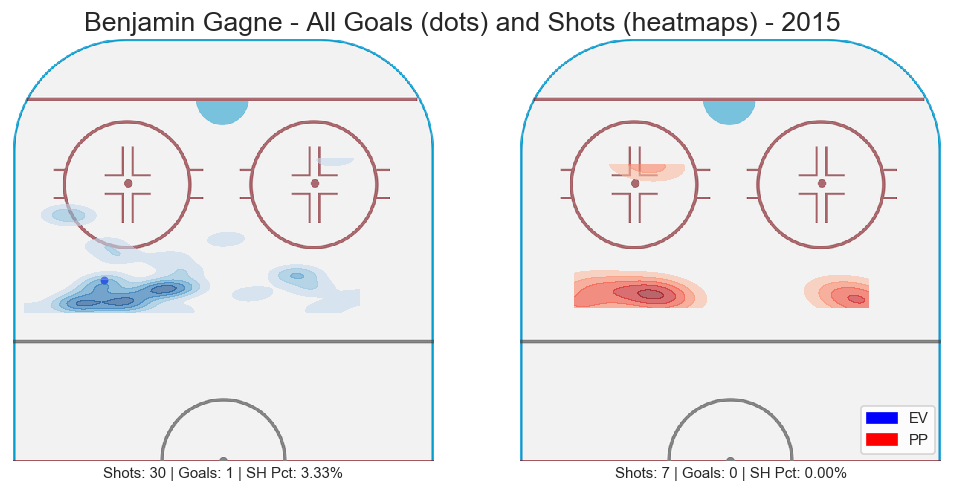 Benjamin Gagne - All Goals (dots) and Shots (heatmaps) - 2015
EV
PP
Shots: 30 | Goals: 1 | SH Pct: 3.33%
Shots: 7 | Goals: 0 | SH Pct: 0.00%